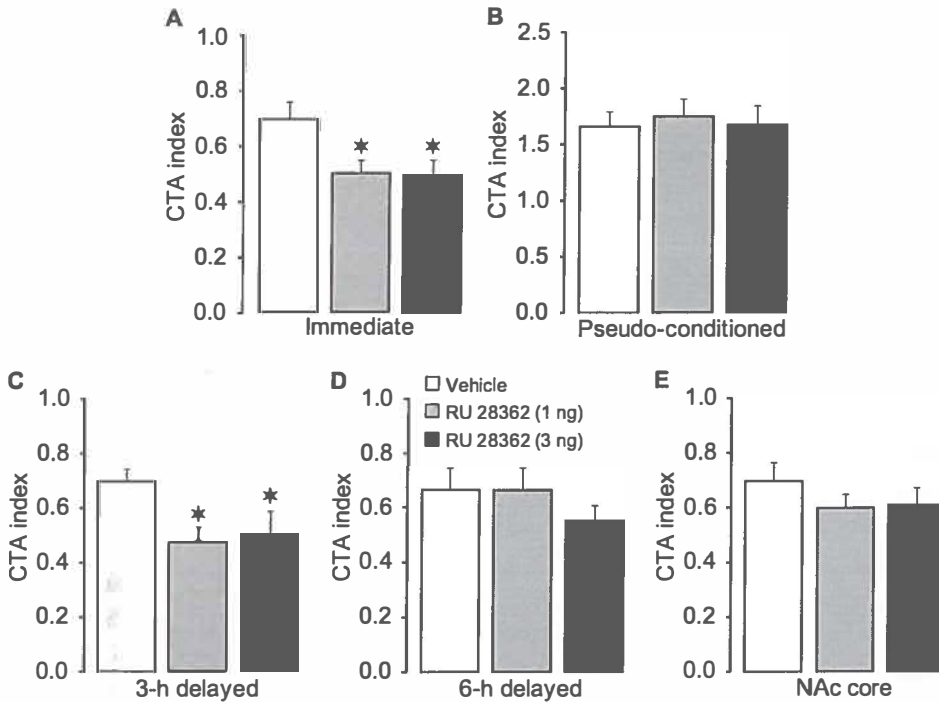 A
CTA index
1.0
0.8
0.6
0.4
0.2
0.0
Immediate
B
CTA index
2.5
2.0
1.5
1.0
0.5
0.0
Pseudo-conditioned
C
CTA index
1.0
0.8
0.6
0.4
0.2
0.0
3-h delayed
D
CTA index
1.0
0.8
0.6
0.4
0.2
0.0
Vehicle
RU 28362 (1 ng)
RU 28362 (3 ng)
6-h delayed
E
CTA index
1.0
0.8
0.6
0.4
0.2
0.0
NAc core